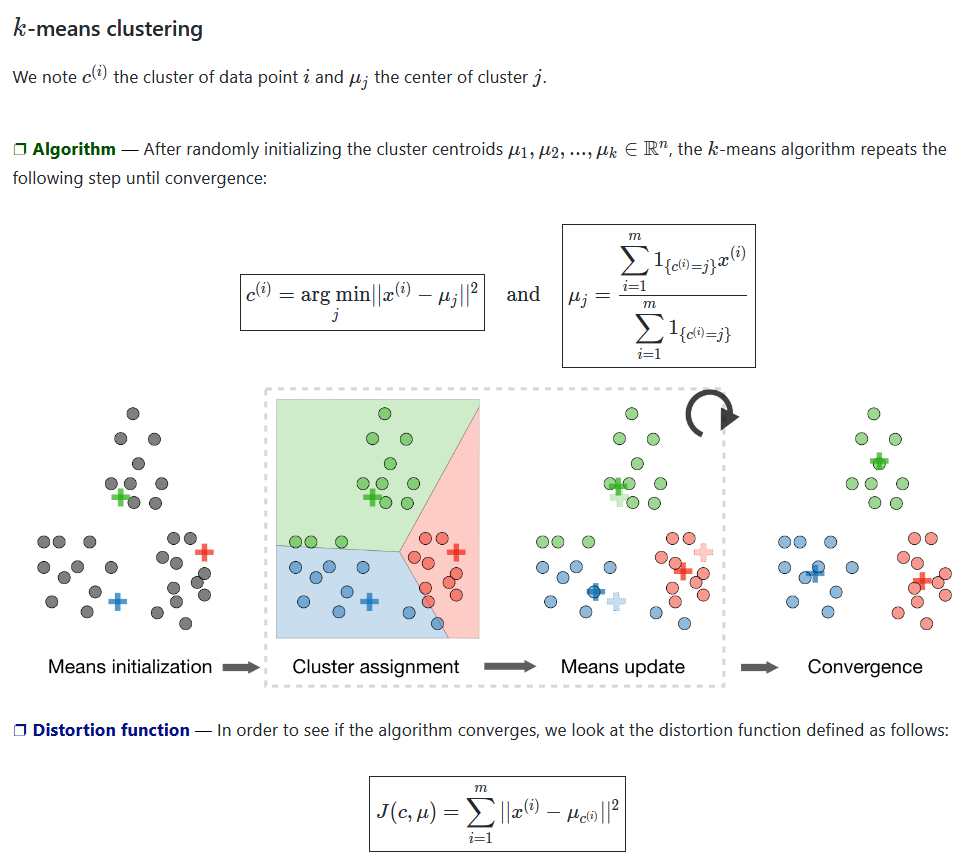 k-means clustering
We note c^(i) the cluster of data point i and μ_j the center of cluster j.
❒ Algorithm — After randomly initializing the cluster centroids μ_1, μ_2, ..., μ_k ∈ ℝ^n, the k-means algorithm repeats the
following step until convergence:
c^(i) = arg min_j ||x^(i) − μ_j||^2 and μ_j = ∑_{i=1}^{m} 1_{c^(i)=j} x^(i) / ∑_{i=1}^{m} 1_{c^(i)=j}
Means initialization Cluster assignment Means update Convergence
❒ Distortion function — In order to see if the algorithm converges, we look at the distortion function defined as follows:
J(c, μ) = ∑_{i=1}^{m} ||x^(i) − μ_{c^(i)}||^2